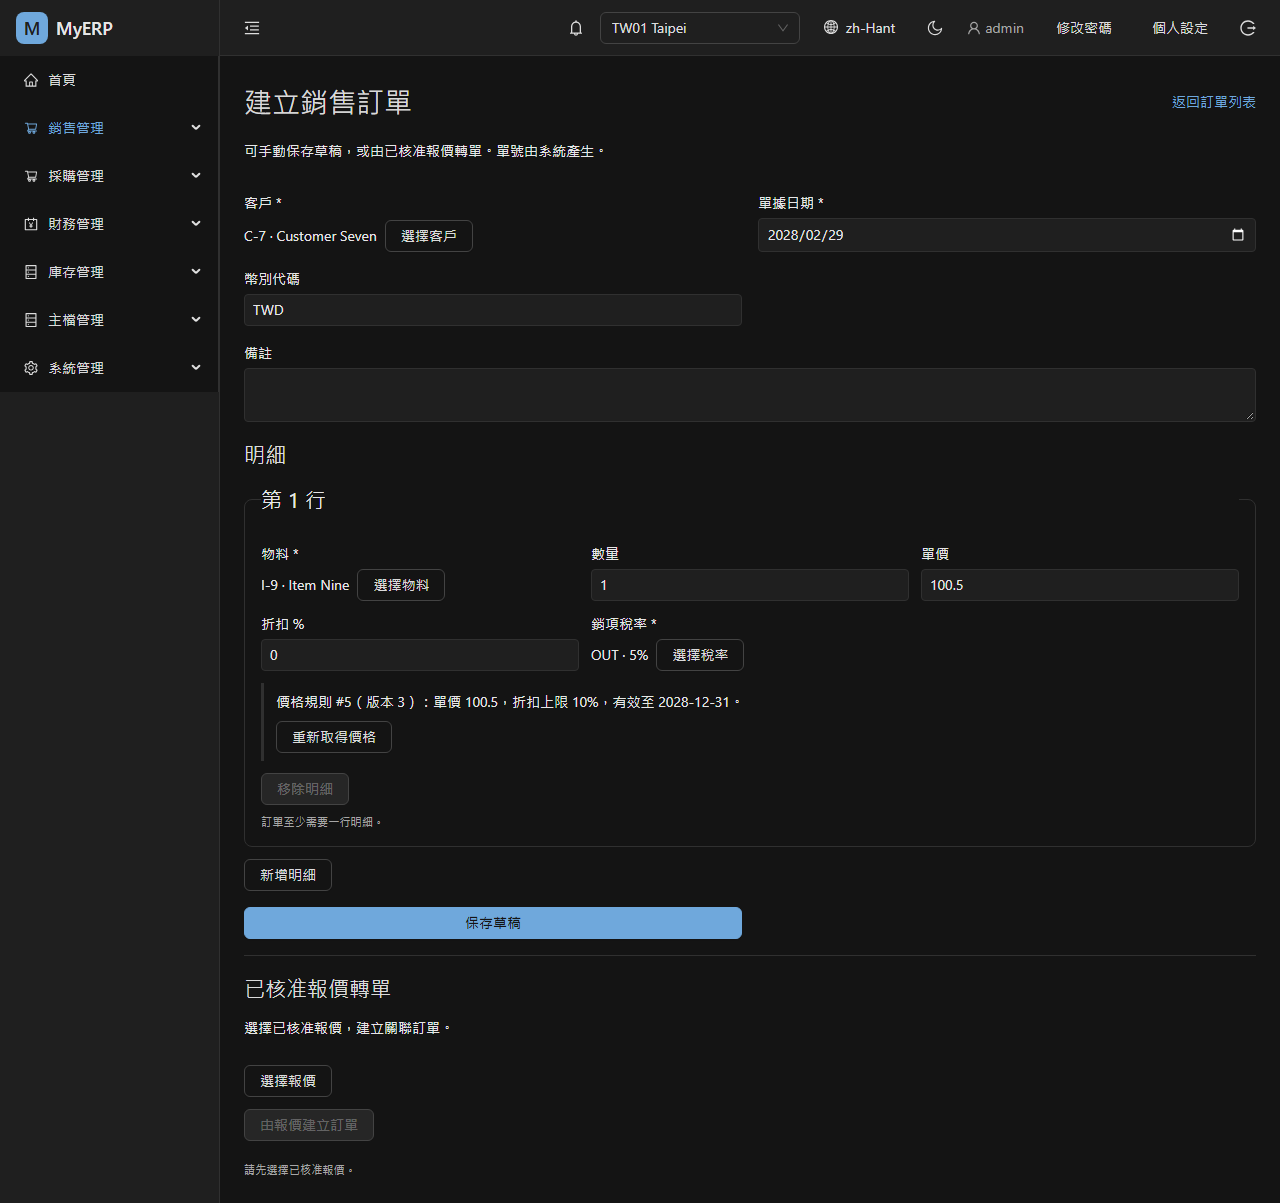 M MyERP
TW01 Taipei
zh-Hant
admin
修改密碼
個人設定
首頁
銷售管理
採購管理
財務管理
庫存管理
主檔管理
系統管理
建立銷售訂單
返回訂單列表
可手動保存草稿，或由已核准報價轉單。單號由系統產生。
客戶 *
C-7 · Customer Seven
選擇客戶
單據日期 *
2028/02/29
幣別代碼
TWD
備註
明細
第 1 行
物料 *
I-9 · Item Nine
選擇物料
數量
1
單價
100.5
折扣 %
0
銷項稅率 *
OUT · 5%
選擇稅率
價格規則 #5（版本 3）：單價 100.5，折扣上限 10%，有效至 2028-12-31。
重新取得價格
移除明細
訂單至少需要一行明細。
新增明細
保存草稿
已核准報價轉單
選擇已核准報價，建立關聯訂單。
選擇報價
由報價建立訂單
請先選擇已核准報價。